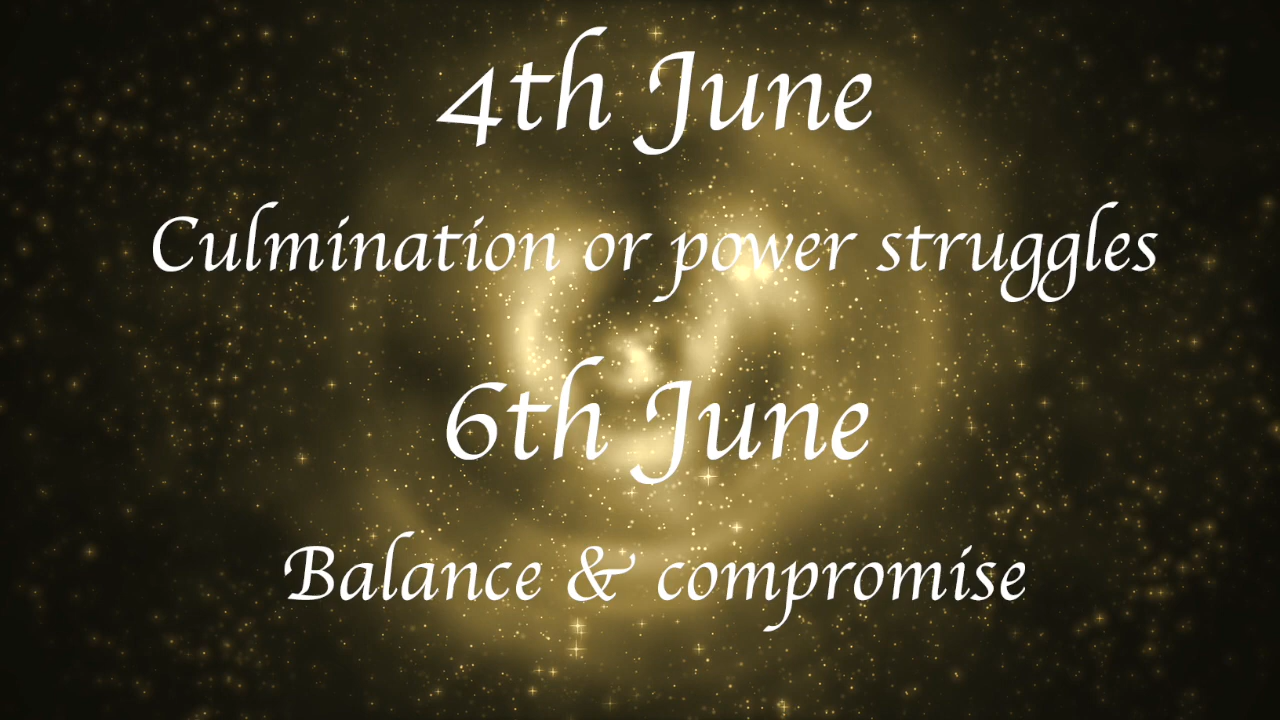 4th June
Culmination or power struggles
6th June
Balance & compromise